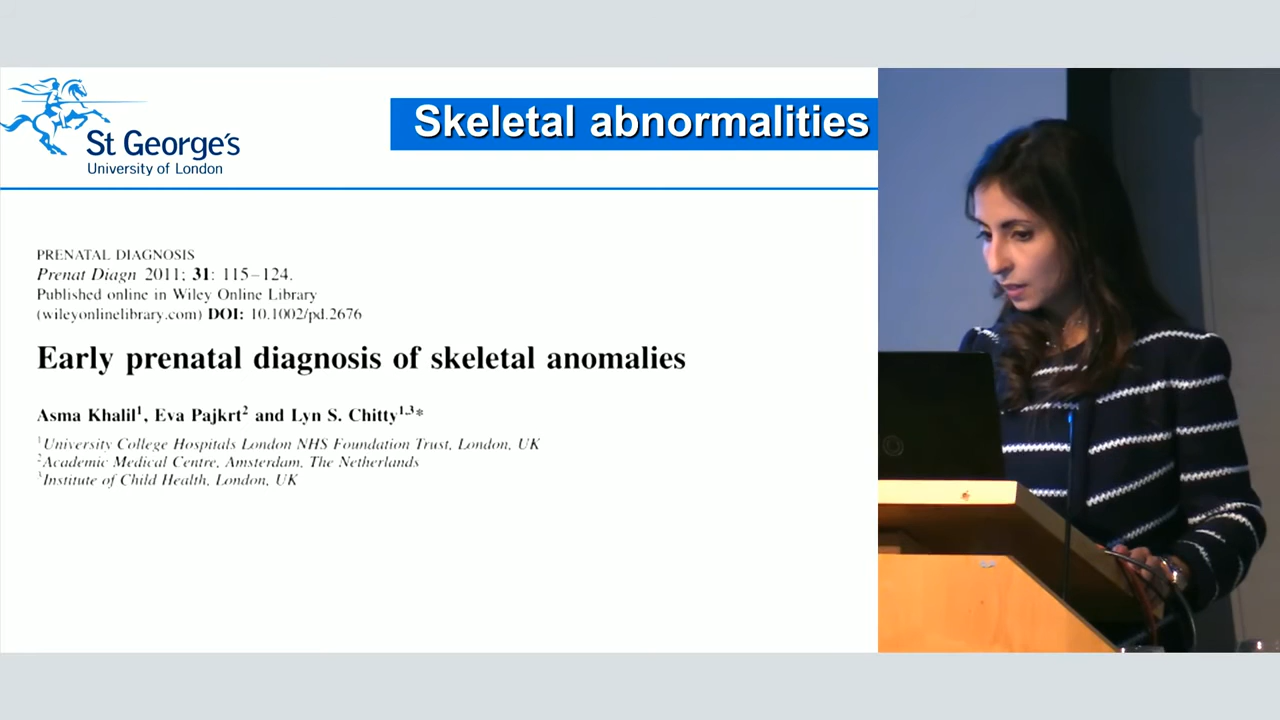 St George's
University of London
Skeletal abnormalities
PRENATAL DIAGNOSIS
Prenat Diagn 2011; 31: 115–124.
Published online in Wiley Online Library
(wileyonlinelibrary.com) DOI: 10.1002/pd.2676
Early prenatal diagnosis of skeletal anomalies
Asma Khalil1, Eva Pajkrt2 and Lyn S. Chitty1,3*
1University College Hospitals London NHS Foundation Trust, London, UK
2Academic Medical Centre, Amsterdam, The Netherlands
3Institute of Child Health, London, UK